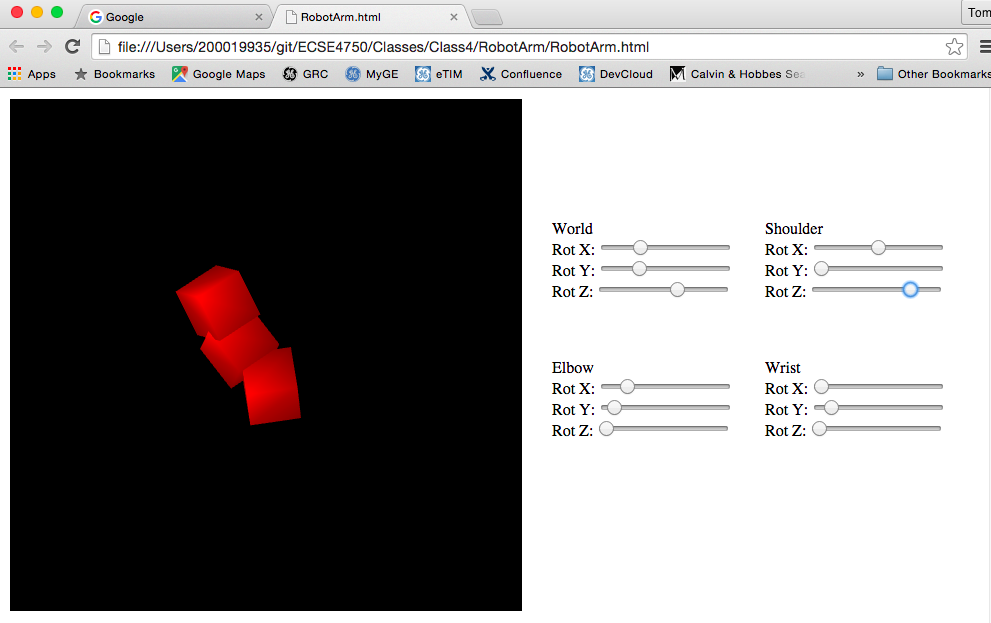 Google
RobotArm.html
Tom
file:///Users/200019935/git/ECSE4750/Classes/Class4/RobotArm/RobotArm.html
Apps Bookmarks Google Maps GRC MyGE eTIM Confluence DevCloud Calvin & Hobbes Sea » Other Bookmarks
World
Rot X:
Rot Y:
Rot Z:
Shoulder
Rot X:
Rot Y:
Rot Z:
Elbow
Rot X:
Rot Y:
Rot Z:
Wrist
Rot X:
Rot Y:
Rot Z: